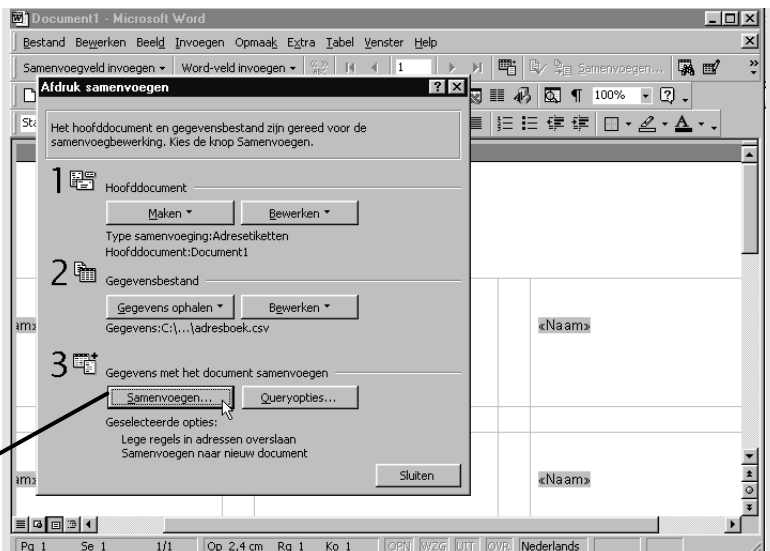 Document1 - Microsoft Word
Bestand Bewerken Beeld Invoegen Opmaak Extra Tabel Venster Help
Samenvoegveld invoegen Word-veld invoegen «» ABC 1 Samenvoegen...
Afdruk samenvoegen
100%
Het hoofddocument en gegevensbestand zijn gereed voor de
samenvoegbewerking. Kies de knop Samenvoegen.
1 Hoofddocument
Maken Bewerken
Type samenvoeging:Adresetiketten
Hoofddocument:Document1
2 Gegevensbestand
Gegevens ophalen Bewerken
Gegevens:C:\...\adresboek.csv
«Naam»
3 Gegevens met het document samenvoegen
Samenvoegen... Queryopties...
Geselecteerde opties:
Lege regels in adressen overslaan
Samenvoegen naar nieuw document
Sluiten
«Naam»
Pg 1 Se 1 1/1 Op 2,4 cm Rg 1 Ko 1 OPN WZG UIT OVR Nederlands